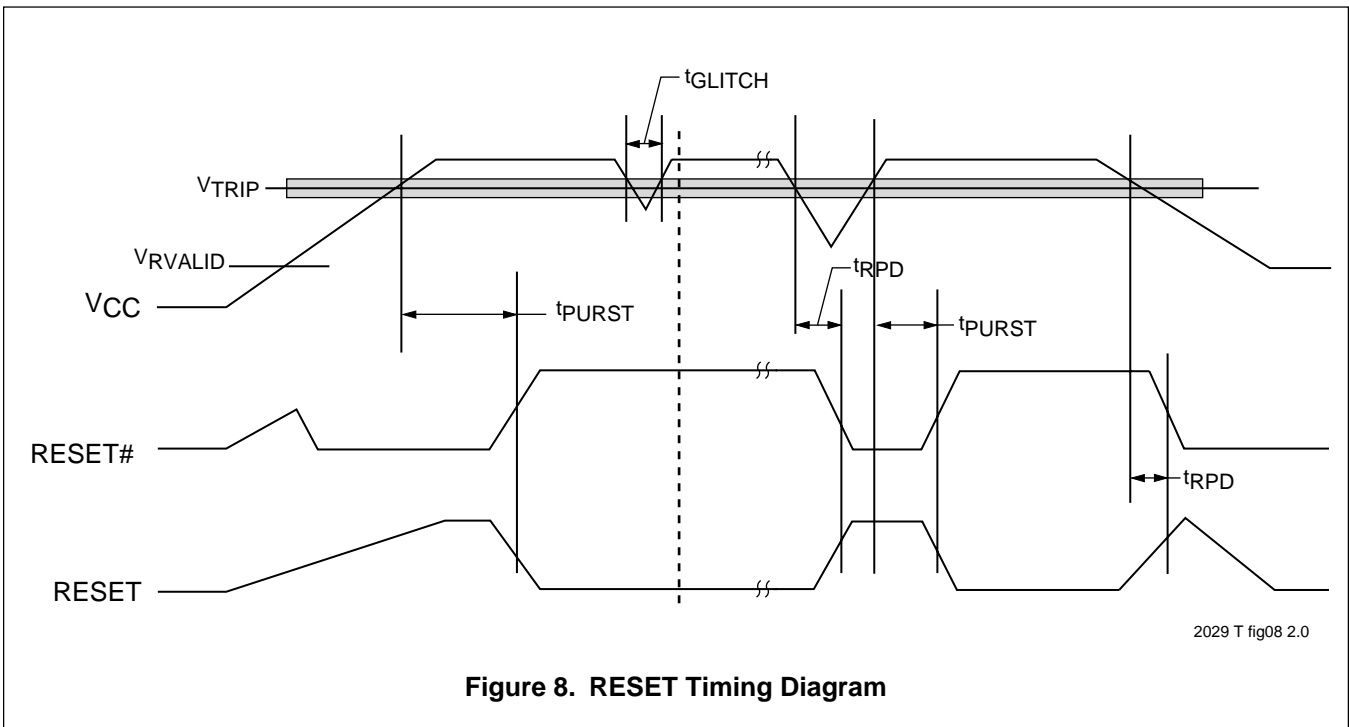 tGLITCH
VTRIP
VRVALID
tRPD
VCC
tPURST
tPURST
RESET#
tRPD
RESET
2029 T fig08 2.0
Figure 8. RESET Timing Diagram